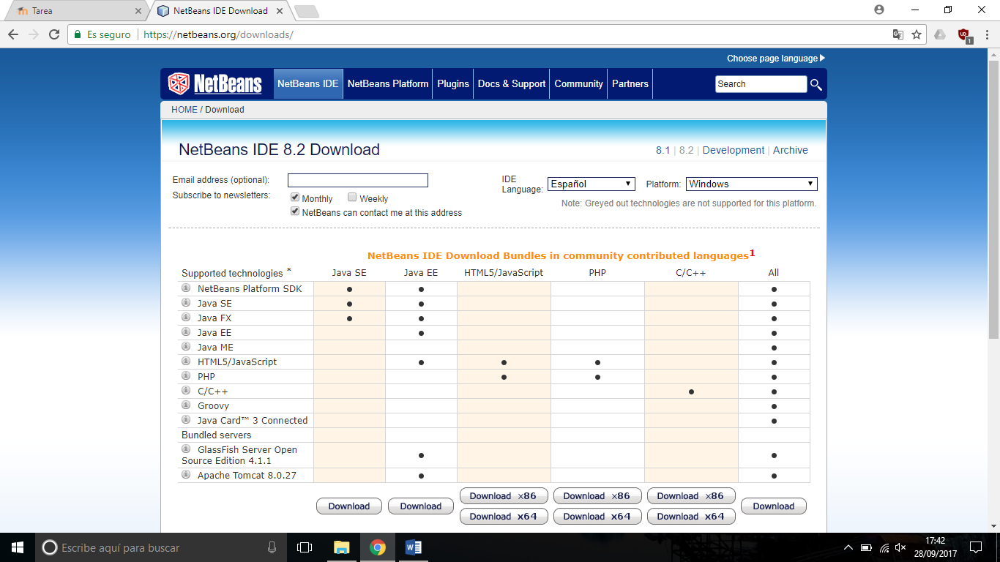 Tarea
NetBeans IDE Download
Es seguro https://netbeans.org/downloads/
1
Choose page language
NetBeans NetBeans IDE NetBeans Platform Plugins Docs & Support Community Partners Search
HOME / Download
NetBeans IDE 8.2 Download
8.1 | 8.2 | Development | Archive
Email address (optional):
Subscribe to newsletters:
Monthly Weekly
NetBeans can contact me at this address
IDE Language: Español Platform: Windows
Note: Greyed out technologies are not supported for this platform.
NetBeans IDE Download Bundles in community contributed languages1
Supported technologies * Java SE Java EE HTML5/JavaScript PHP C/C++ All
NetBeans Platform SDK
Java SE
Java FX
Java EE
Java ME
HTML5/JavaScript
PHP
C/C++
Groovy
Java Card™ 3 Connected
Bundled servers
GlassFish Server Open
Source Edition 4.1.1
Apache Tomcat 8.0.27
Download Download Download x86 Download x86 Download x86 Download
Download x64 Download x64 Download x64
Escribe aquí para buscar
17:42
28/09/2017